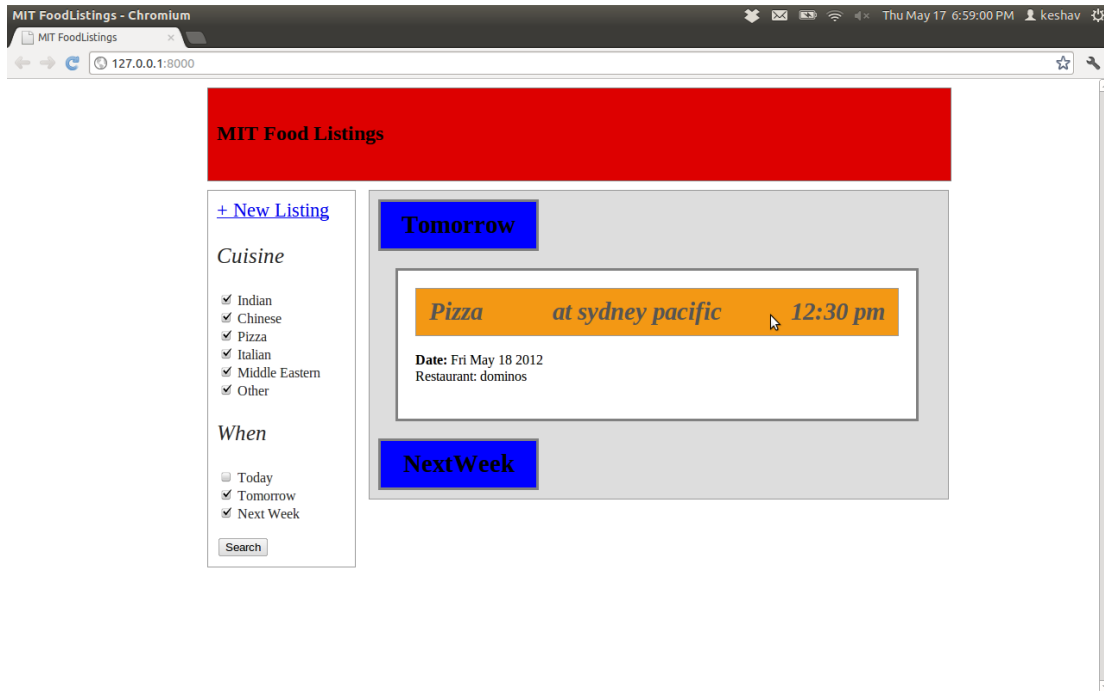 MIT FoodListings - Chromium
Thu May 17 6:59:00 PM keshav
MIT FoodListings
127.0.0.1:8000
MIT Food Listings
+ New Listing
Cuisine
Indian
Chinese
Pizza
Italian
Middle Eastern
Other
When
Today
Tomorrow
Next Week
Search
Tomorrow
Pizza at sydney pacific 12:30 pm
Date: Fri May 18 2012
Restaurant: dominos
NextWeek